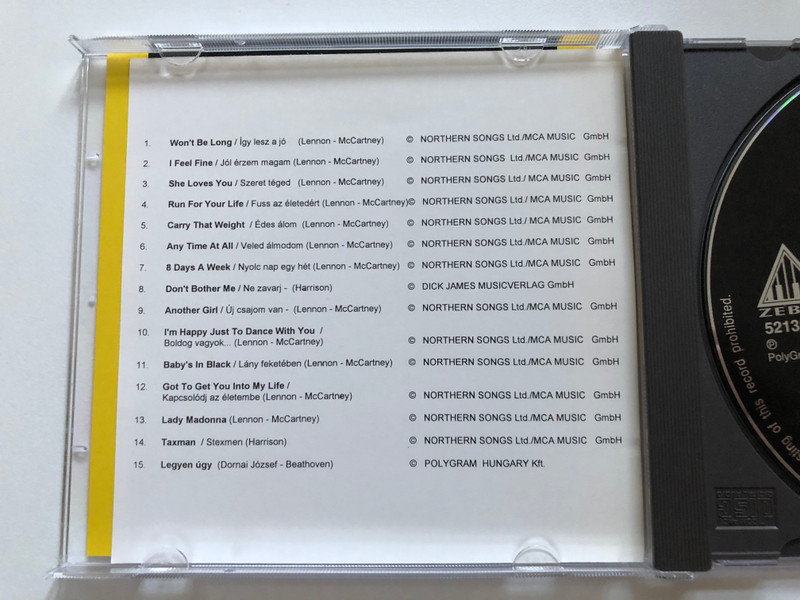 1. Won't Be Long / Így lesz a jó (Lennon - McCartney) © NORTHERN SONGS Ltd./MCA MUSIC GmbH
2. I Feel Fine / Jól érzem magam (Lennon - McCartney) © NORTHERN SONGS Ltd./MCA MUSIC GmbH
3. She Loves You / Szeret téged (Lennon - McCartney) © NORTHERN SONGS Ltd./ MCA MUSIC GmbH
4. Run For Your Life / Fuss az életedért (Lennon - McCartney)© NORTHERN SONGS Ltd./ MCA MUSIC GmbH
5. Carry That Weight / Édes álom (Lennon - McCartney) © NORTHERN SONGS Ltd./ MCA MUSIC GmbH
6. Any Time At All / Veled álmodom (Lennon - McCartney) © NORTHERN SONGS Ltd./MCA MUSIC GmbH
7. 8 Days A Week / Nyolc nap egy hét (Lennon - McCartney) © NORTHERN SONGS Ltd./MCA MUSIC GmbH
8. Don't Bother Me / Ne zavarj - (Harrison) © DICK JAMES MUSICVERLAG GmbH
9. Another Girl / Új csajom van - (Lennon - McCartney) © NORTHERN SONGS Ltd./MCA MUSIC GmbH
10. I'm Happy Just To Dance With You /
Boldog vagyok... (Lennon - McCartney) © NORTHERN SONGS Ltd./MCA MUSIC GmbH
11. Baby's In Black / Lány feketében (Lennon - McCartney) © NORTHERN SONGS Ltd./MCA MUSIC GmbH
12. Got To Get You Into My Life /
Kapcsolódj az életembe (Lennon - McCartney) © NORTHERN SONGS Ltd./MCA MUSIC GmbH
13. Lady Madonna (Lennon - McCartney) © NORTHERN SONGS Ltd./MCA MUSIC GmbH
14. Taxman / Stexmen (Harrison) © NORTHERN SONGS Ltd./MCA MUSIC GmbH
15. Legyen úgy (Dornai József - Beathoven) © POLYGRAM HUNGARY Kft.
ZEB
5213
℗
PolyGr
sting of this record prohibited.